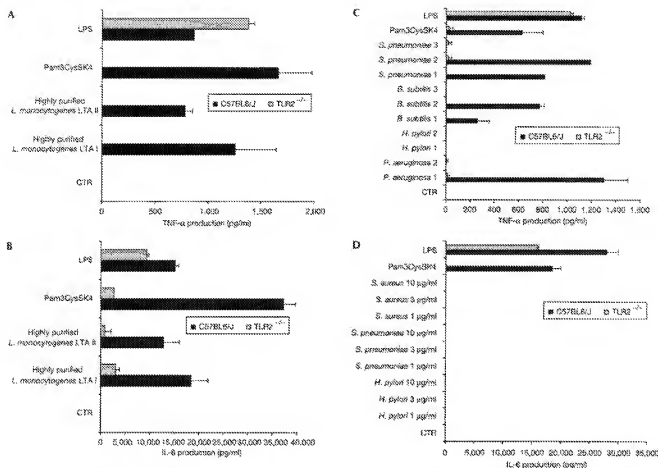 A
LPS
Pam3CysSK4
Highly purified
L. monocytogenes LTA II
Highly purified
L. monocytogenes LTA I
CTR
C57BL6/J TLR2 -/-
0 500 1,000 1,500 2,000
TNF-α production (pg/ml)
B
LPS
Pam3CysSK4
Highly purified
L. monocytogenes LTA II
Highly purified
L. monocytogenes LTA I
CTR
C57BL6/J TLR2 -/-
0 5,000 10,000 15,000 20,000 25,000 30,000 35,000 40,000
IL-6 production (pg/ml)
C
LPS
Pam3CysSK4
S. pneumoniae 3
S. pneumoniae 2
S. pneumoniae 1
B. subtilis 3
B. subtilis 2
B. subtilis 1
H. pylori 2
H. pylori 1
P. aeruginosa 2
P. aeruginosa 1
CTR
C57BL6/J TLR2 -/-
0 200 400 600 800 1,000 1,200 1,400 1,600
TNF-α production (pg/ml)
D
LPS
Pam3CysSK4
S. aureus 10 µg/ml
S. aureus 3 µg/ml
S. aureus 1 µg/ml
S. pneumoniae 10 µg/ml
S. pneumoniae 3 µg/ml
S. pneumoniae 1 µg/ml
H. pylori 10 µg/ml
H. pylori 3 µg/ml
H. pylori 1 µg/ml
CTR
C57BL6/J TLR2 -/-
0 5,000 10,000 15,000 20,000 25,000 30,000 35,000
IL-6 production (pg/ml)